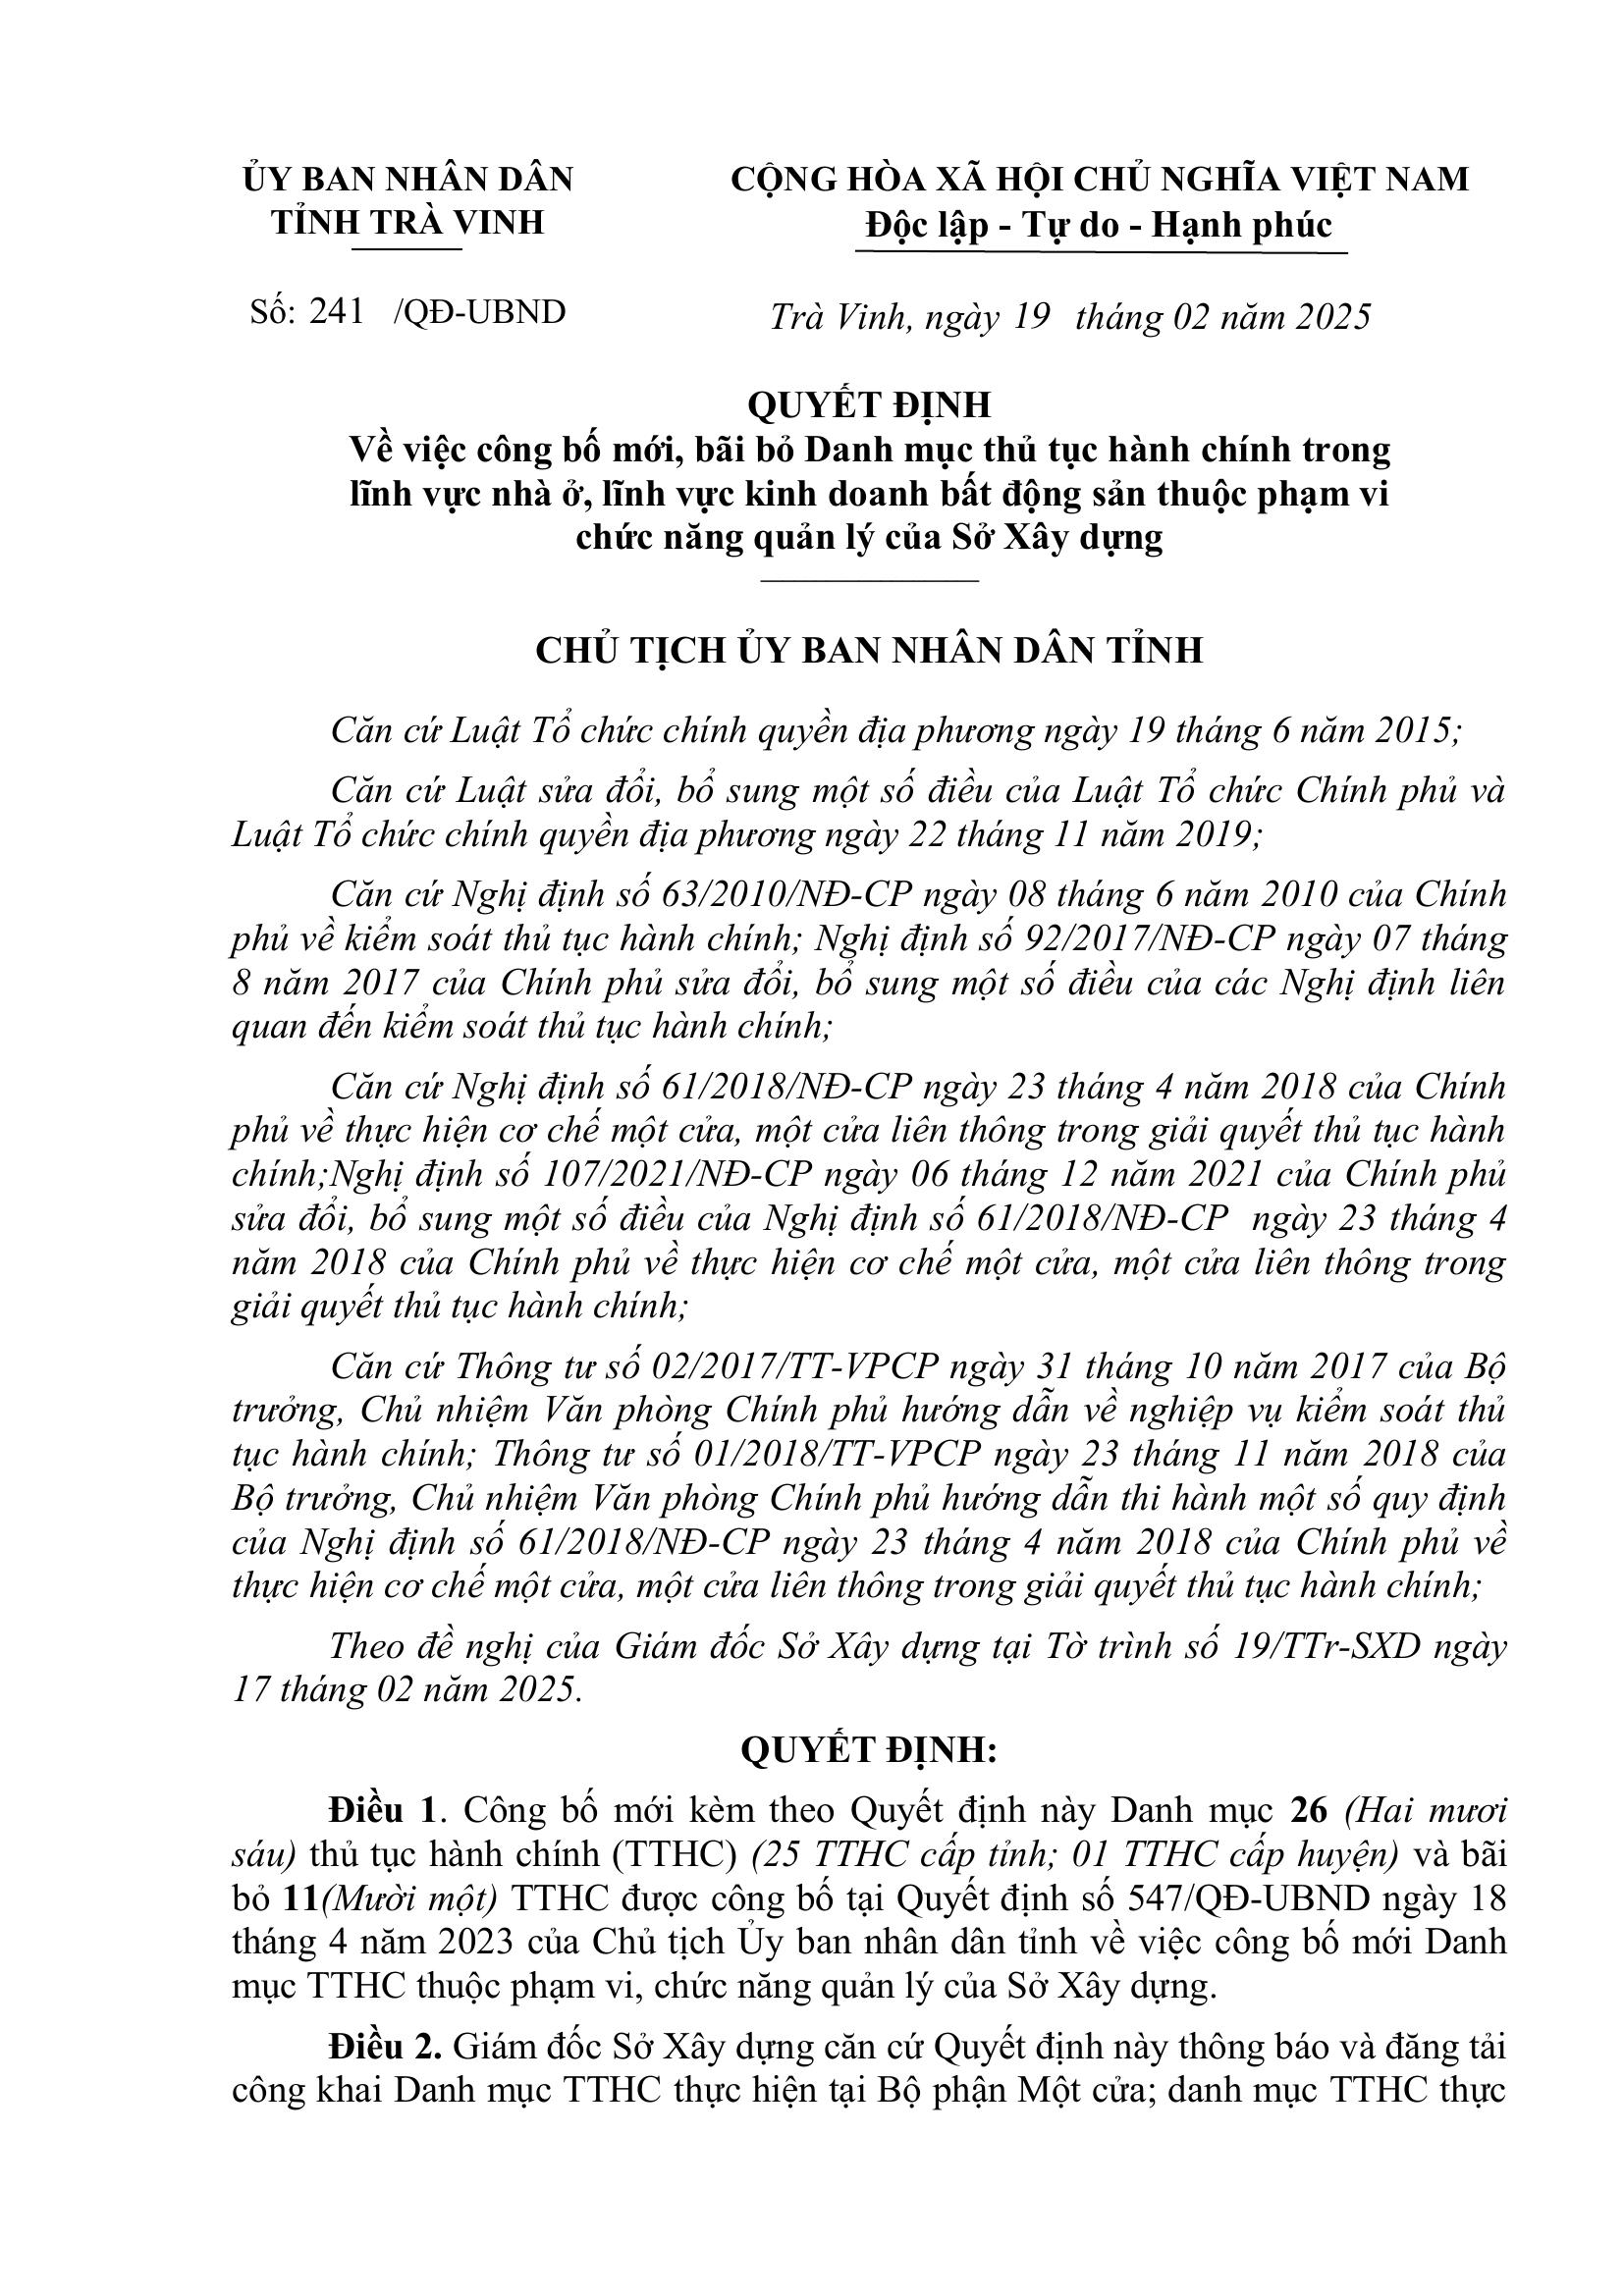 ỦY BAN NHÂN DÂN
TỈNH TRÀ VINH
CỘNG HÒA XÃ HỘI CHỦ NGHĨA VIỆT NAM
Độc lập - Tự do - Hạnh phúc
Số: 241 /QĐ-UBND
Trà Vinh, ngày 19 tháng 02 năm 2025
QUYẾT ĐỊNH
Về việc công bố mới, bãi bỏ Danh mục thủ tục hành chính trong
lĩnh vực nhà ở, lĩnh vực kinh doanh bất động sản thuộc phạm vi
chức năng quản lý của Sở Xây dựng
CHỦ TỊCH ỦY BAN NHÂN DÂN TỈNH
Căn cứ Luật Tổ chức chính quyền địa phương ngày 19 tháng 6 năm 2015;
Căn cứ Luật sửa đổi, bổ sung một số điều của Luật Tổ chức Chính phủ và
Luật Tổ chức chính quyền địa phương ngày 22 tháng 11 năm 2019;
Căn cứ Nghị định số 63/2010/NĐ-CP ngày 08 tháng 6 năm 2010 của Chính
phủ về kiểm soát thủ tục hành chính; Nghị định số 92/2017/NĐ-CP ngày 07 tháng
8 năm 2017 của Chính phủ sửa đổi, bổ sung một số điều của các Nghị định liên
quan đến kiểm soát thủ tục hành chính;
Căn cứ Nghị định số 61/2018/NĐ-CP ngày 23 tháng 4 năm 2018 của Chính
phủ về thực hiện cơ chế một cửa, một cửa liên thông trong giải quyết thủ tục hành
chính;Nghị định số 107/2021/NĐ-CP ngày 06 tháng 12 năm 2021 của Chính phủ
sửa đổi, bổ sung một số điều của Nghị định số 61/2018/NĐ-CP ngày 23 tháng 4
năm 2018 của Chính phủ về thực hiện cơ chế một cửa, một cửa liên thông trong
giải quyết thủ tục hành chính;
Căn cứ Thông tư số 02/2017/TT-VPCP ngày 31 tháng 10 năm 2017 của Bộ
trưởng, Chủ nhiệm Văn phòng Chính phủ hướng dẫn về nghiệp vụ kiểm soát thủ
tục hành chính; Thông tư số 01/2018/TT-VPCP ngày 23 tháng 11 năm 2018 của
Bộ trưởng, Chủ nhiệm Văn phòng Chính phủ hướng dẫn thi hành một số quy định
của Nghị định số 61/2018/NĐ-CP ngày 23 tháng 4 năm 2018 của Chính phủ về
thực hiện cơ chế một cửa, một cửa liên thông trong giải quyết thủ tục hành chính;
Theo đề nghị của Giám đốc Sở Xây dựng tại Tờ trình số 19/TTr-SXD ngày
17 tháng 02 năm 2025.
QUYẾT ĐỊNH:
Điều 1. Công bố mới kèm theo Quyết định này Danh mục 26 (Hai mươi
sáu) thủ tục hành chính (TTHC) (25 TTHC cấp tỉnh; 01 TTHC cấp huyện) và bãi
bỏ 11(Mười một) TTHC được công bố tại Quyết định số 547/QĐ-UBND ngày 18
tháng 4 năm 2023 của Chủ tịch Ủy ban nhân dân tỉnh về việc công bố mới Danh
mục TTHC thuộc phạm vi, chức năng quản lý của Sở Xây dựng.
Điều 2. Giám đốc Sở Xây dựng căn cứ Quyết định này thông báo và đăng tải
công khai Danh mục TTHC thực hiện tại Bộ phận Một cửa; danh mục TTHC thực